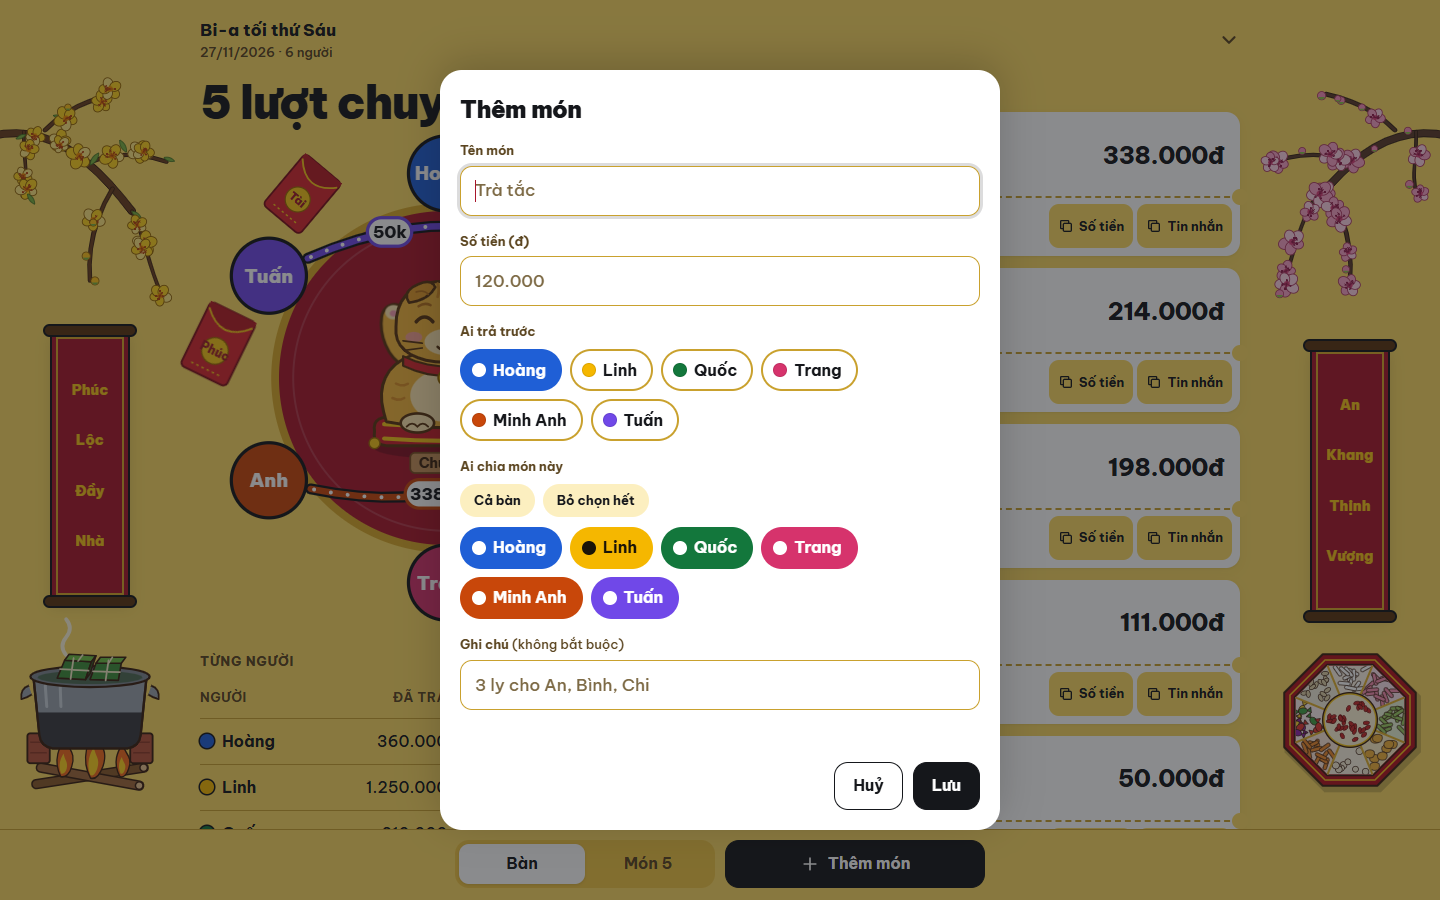 Bi-a tối thứ Sáu
27/11/2026 · 6 người
5 lượt chuy
50k
Tài
Tuấn
Phúc
Anh
338
Phúc
Lộc
Đầy
Nhà
TỪNG NGƯỜI
NGƯỜI
ĐÃ TRẢ
Hoàng
360.000
Linh
1.250.000
Thêm món
Tên món
Trà tắc
Số tiền (đ)
120.000
Ai trả trước
Hoàng
Linh
Quốc
Trang
Minh Anh
Tuấn
Ai chia món này
Cả bàn
Bỏ chọn hết
Hoàng
Linh
Quốc
Trang
Minh Anh
Tuấn
Ghi chú (không bắt buộc)
3 ly cho An, Bình, Chi
Huỷ
Lưu
338.000đ
Số tiền
Tin nhắn
214.000đ
Số tiền
Tin nhắn
198.000đ
Số tiền
Tin nhắn
111.000đ
Số tiền
Tin nhắn
50.000đ
An
Khang
Thịnh
Vượng
Bàn
Món 5
Thêm món